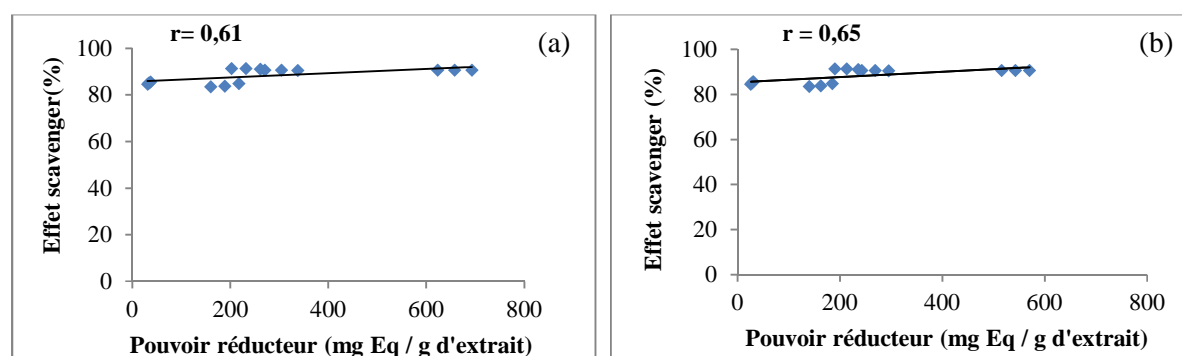 r= 0,61
(a)
100
80
60
40
20
0
Effet scavenger(%)
0 200 400 600 800
Pouvoir réducteur (mg Eq / g d'extrait)
r = 0,65
(b)
100
80
60
40
20
0
Effet scavenger (%)
0 200 400 600 800
Pouvoir réducteur (mg Eq / g d'extrait)